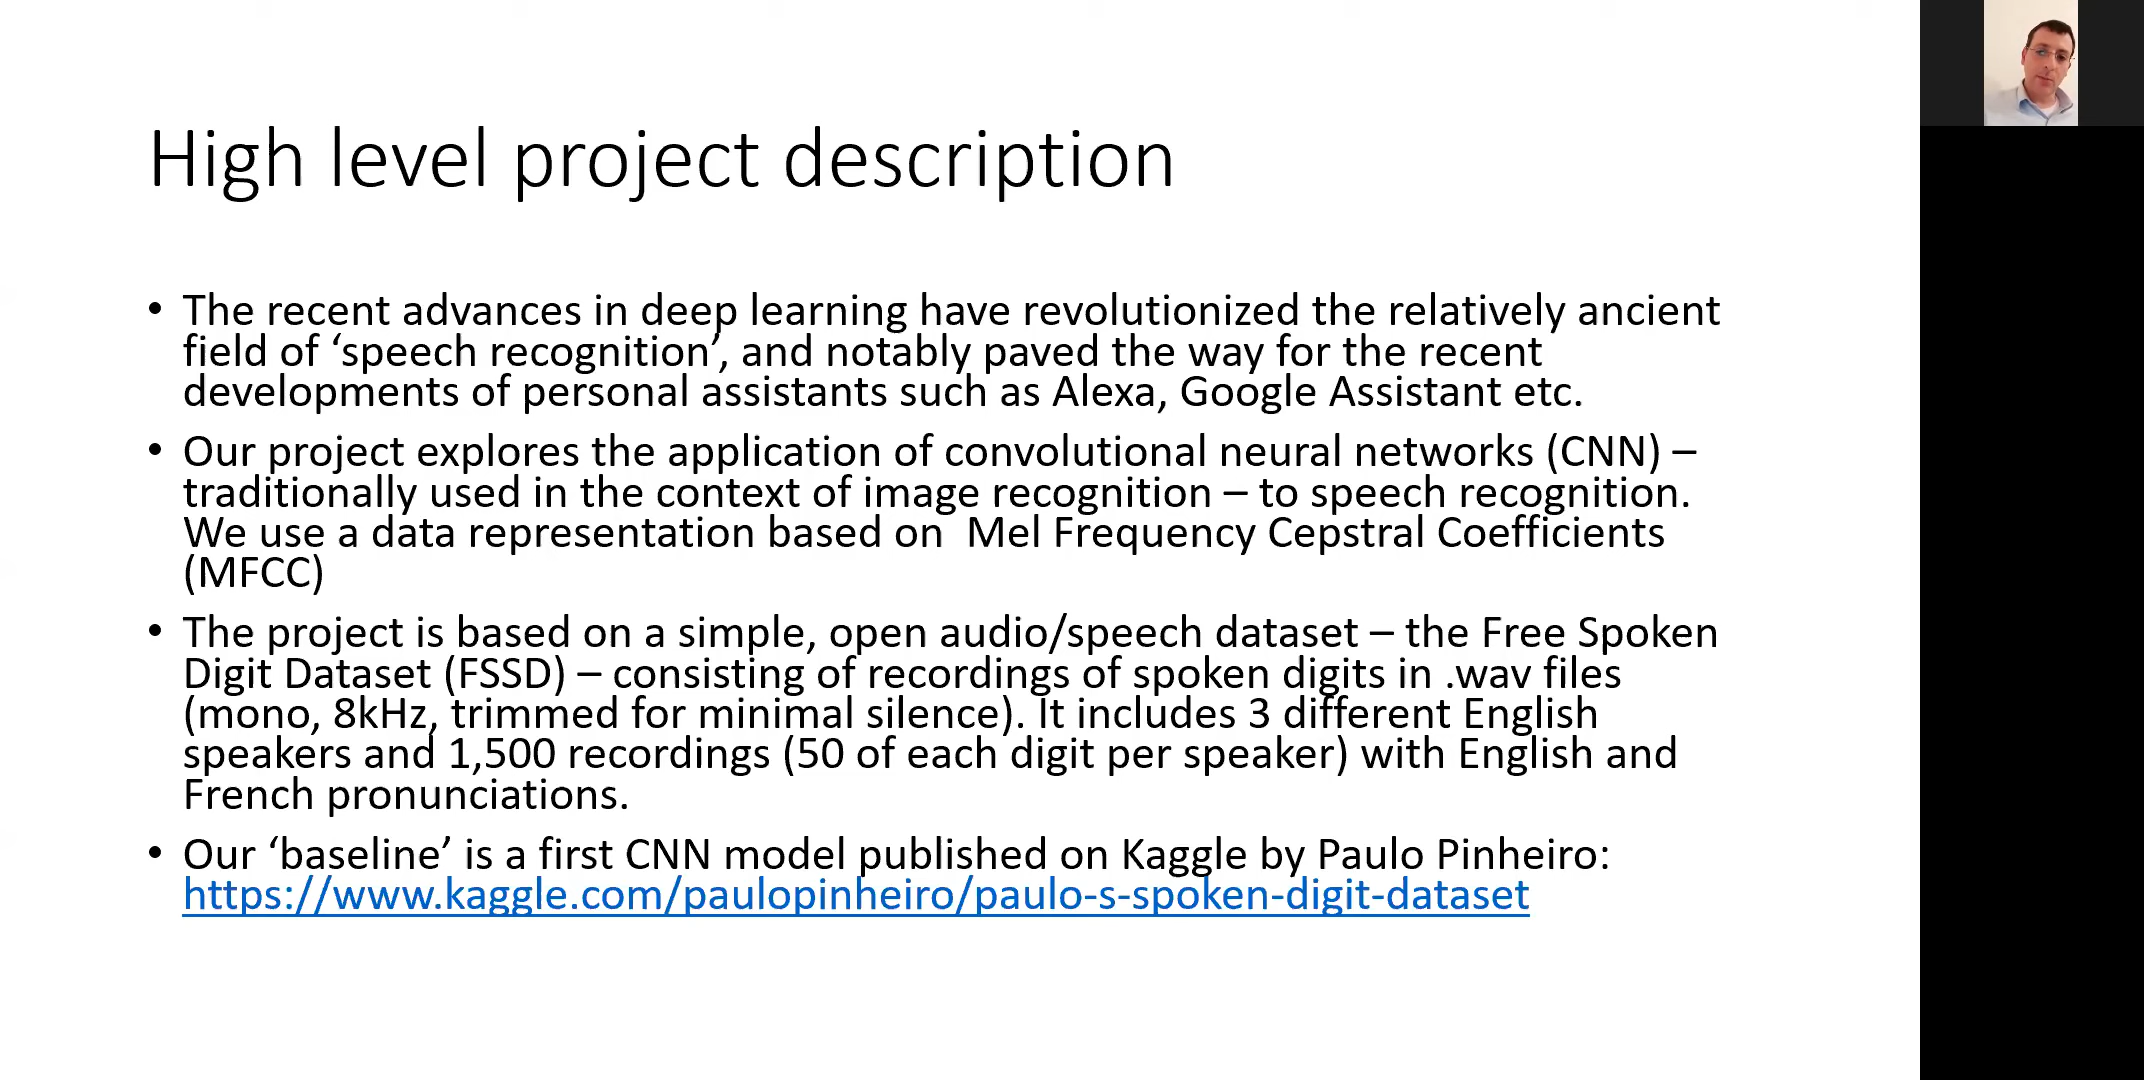 High level project description
• The recent advances in deep learning have revolutionized the relatively ancient
field of ‘speech recognition’, and notably paved the way for the recent
developments of personal assistants such as Alexa, Google Assistant etc.
• Our project explores the application of convolutional neural networks (CNN) –
traditionally used in the context of image recognition – to speech recognition.
We use a data representation based on  Mel Frequency Cepstral Coefficients
(MFCC)
• The project is based on a simple, open audio/speech dataset – the Free Spoken
Digit Dataset (FSSD) – consisting of recordings of spoken digits in .wav files
(mono, 8kHz, trimmed for minimal silence). It includes 3 different English
speakers and 1,500 recordings (50 of each digit per speaker) with English and
French pronunciations.
• Our ‘baseline’ is a first CNN model published on Kaggle by Paulo Pinheiro:
https://www.kaggle.com/paulopinheiro/paulo-s-spoken-digit-dataset